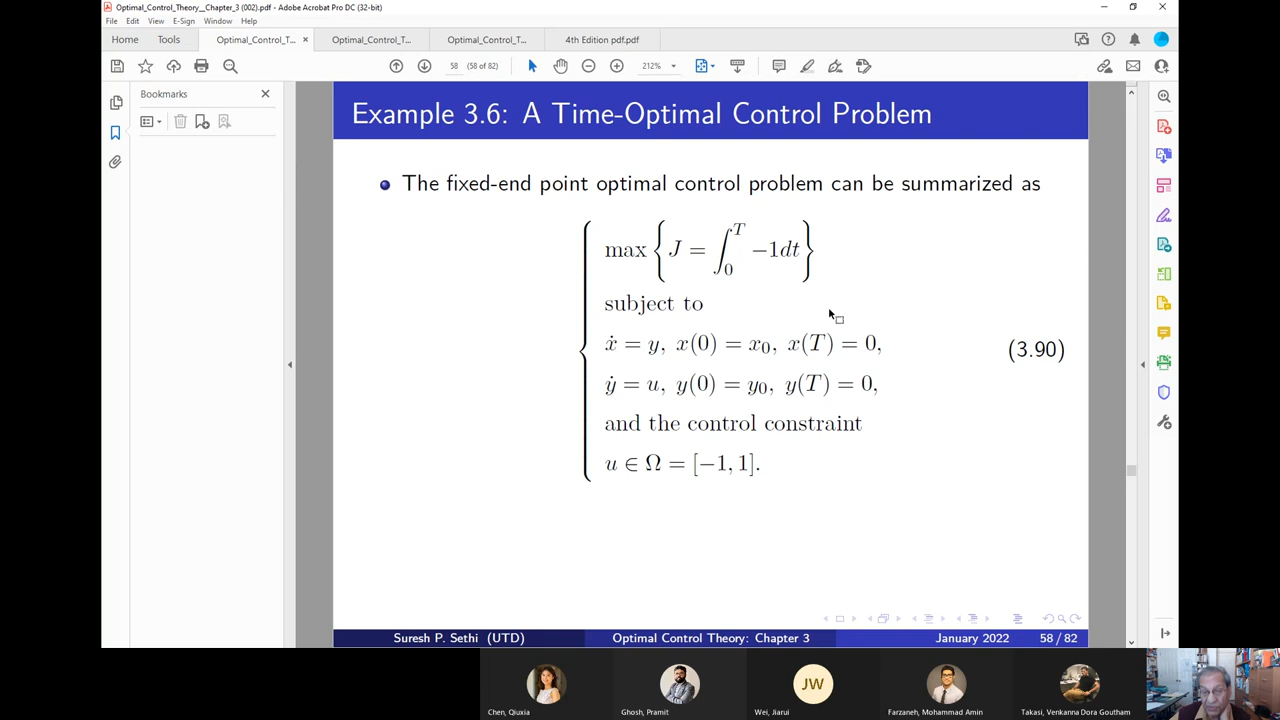 Optimal_Control_Theory__Chapter_3 (002).pdf - Adobe Acrobat Pro DC (32-bit)
File Edit View E-Sign Window Help
Home Tools Optimal_Control_T... × Optimal_Control_T... Optimal_Control_T... 4th Edition pdf.pdf
58 (58 of 82) 212%
Bookmarks
Example 3.6: A Time-Optimal Control Problem
The fixed-end point optimal control problem can be summarized as
max { J = ∫₀ᵀ −1dt }
subject to
ẋ = y, x(0) = x₀, x(T) = 0,
(3.90)
ẏ = u, y(0) = y₀, y(T) = 0,
and the control constraint
u ∈ Ω = [−1, 1].
Suresh P. Sethi (UTD) Optimal Control Theory: Chapter 3 January 2022 58 / 82
JW
Chen, Qiuxia Ghosh, Pramit Wei, Jiarui Farzaneh, Mohammad Amin Takasi, Venkanna Dora Goutham